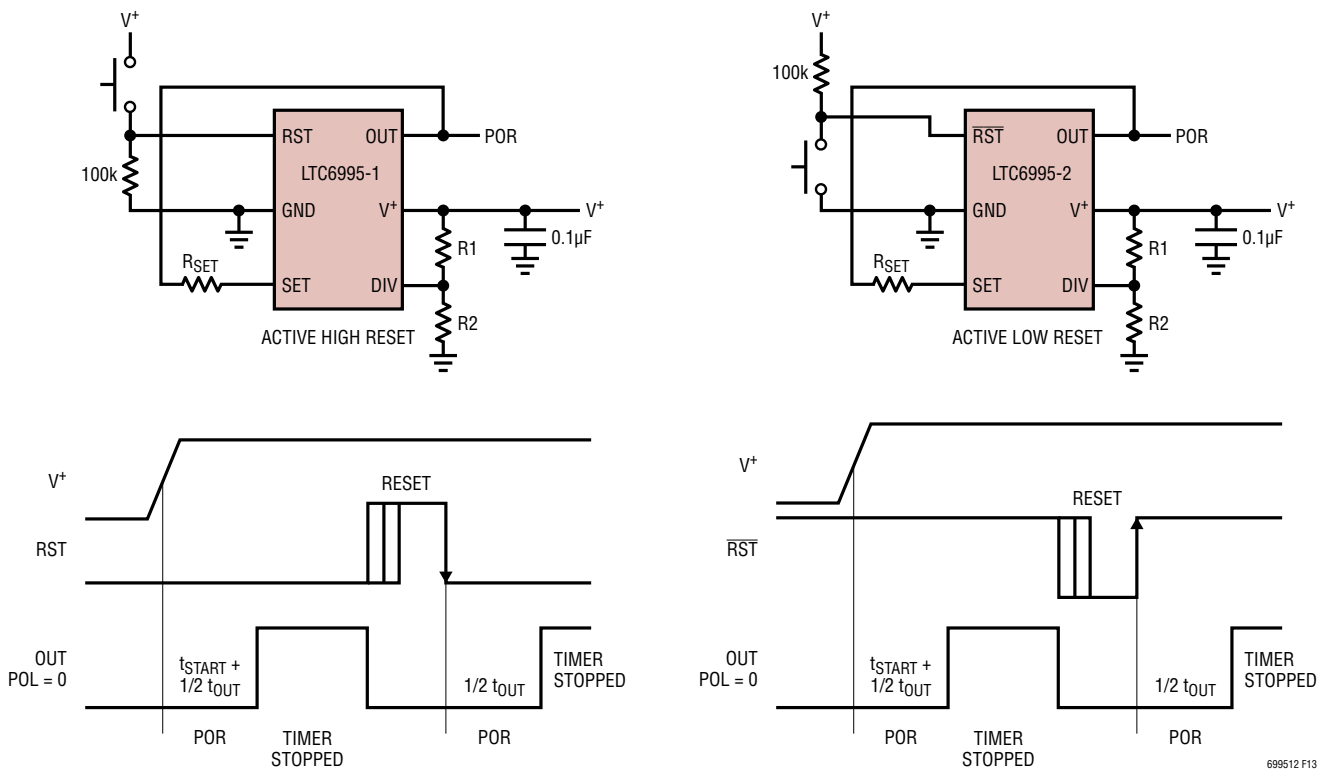 V+
100k
RST
OUT
POR
LTC6995-1
GND
V+
V+
0.1µF
R1
RSET
SET
DIV
R2
ACTIVE HIGH RESET
V+
100k
RST
OUT
POR
LTC6995-2
GND
V+
V+
0.1µF
R1
RSET
SET
DIV
R2
ACTIVE LOW RESET
V+
RESET
RST
OUT
POL = 0
tSTART +
1/2 tOUT
1/2 tOUT
TIMER
STOPPED
POR
TIMER
STOPPED
POR
V+
RESET
RST
OUT
POL = 0
tSTART +
1/2 tOUT
1/2 tOUT
TIMER
STOPPED
POR
TIMER
STOPPED
POR
699512 F13